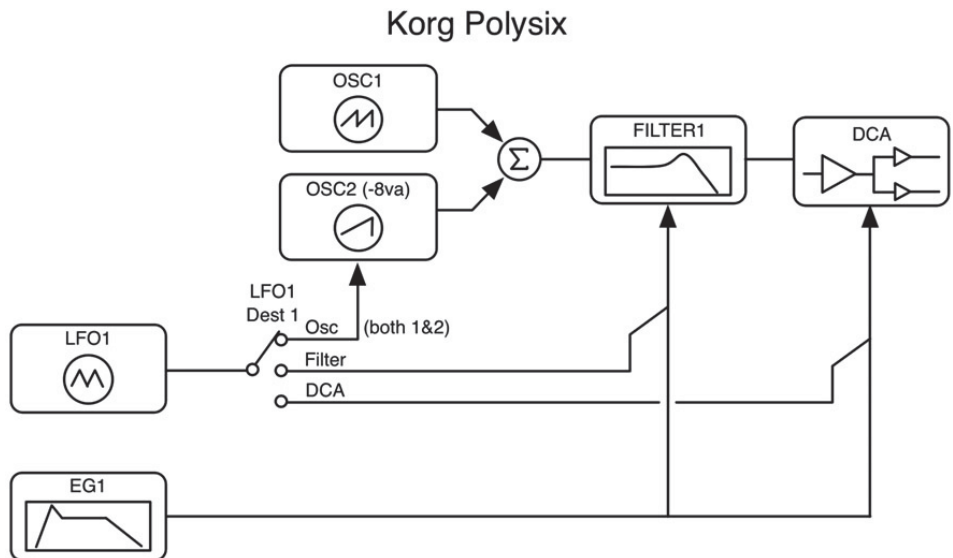 Korg Polysix
OSC1
Σ
FILTER1
DCA
OSC2 (-8va)
LFO1
Dest 1
Osc
(both 1&2)
Filter
DCA
LFO1
EG1